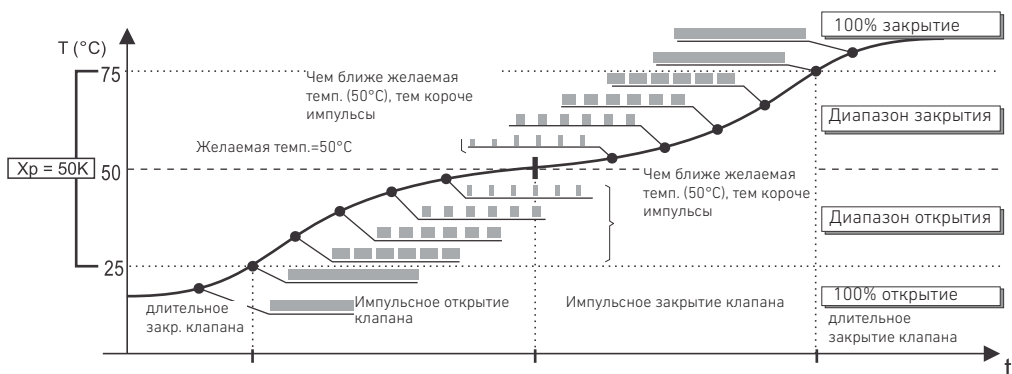 100% закрытие
T (°C)
75
Чем ближе желаемая
темп. (50°C), тем короче
импульсы
Диапазон закрытия
Желаемая темп.=50°C
Xp = 50K
50
Чем ближе желаемая
темп. (50°C), тем короче
импульсы
Диапазон открытия
25
100% открытие
длительное
закр. клапана
Импульсное открытие
клапана
Импульсное закрытие клапана
длительное
закрытие клапана
t